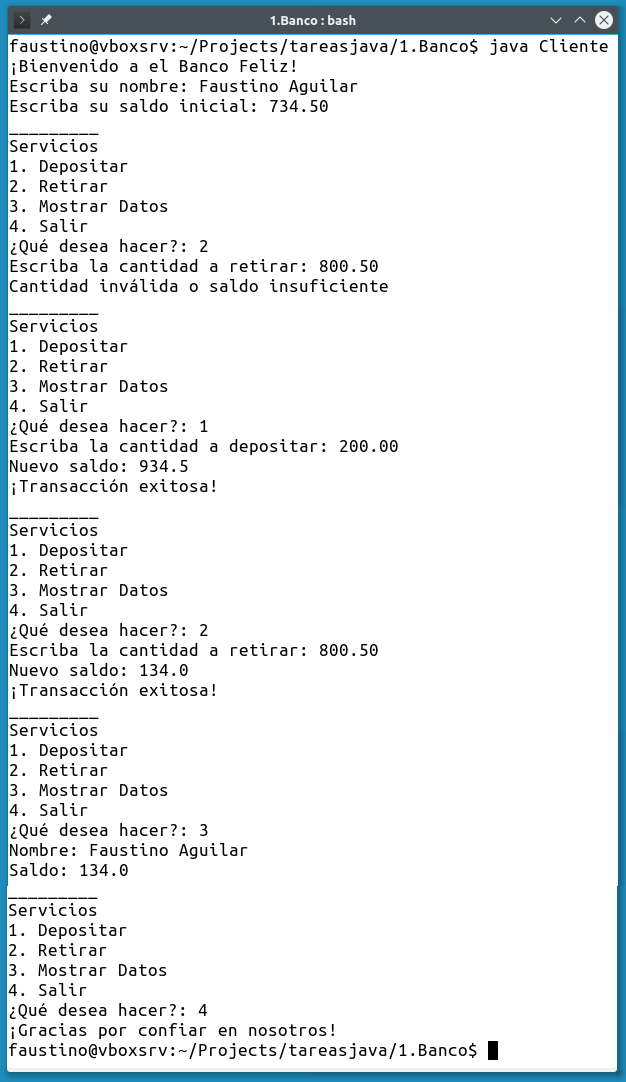 1.Banco : bash
faustino@vboxsrv:~/Projects/tareasjava/1.Banco$ java Cliente
¡Bienvenido a el Banco Feliz!
Escriba su nombre: Faustino Aguilar
Escriba su saldo inicial: 734.50
_________
Servicios
1. Depositar
2. Retirar
3. Mostrar Datos
4. Salir
¿Qué desea hacer?: 2
Escriba la cantidad a retirar: 800.50
Cantidad inválida o saldo insuficiente
_________
Servicios
1. Depositar
2. Retirar
3. Mostrar Datos
4. Salir
¿Qué desea hacer?: 1
Escriba la cantidad a depositar: 200.00
Nuevo saldo: 934.5
¡Transacción exitosa!
_________
Servicios
1. Depositar
2. Retirar
3. Mostrar Datos
4. Salir
¿Qué desea hacer?: 2
Escriba la cantidad a retirar: 800.50
Nuevo saldo: 134.0
¡Transacción exitosa!
_________
Servicios
1. Depositar
2. Retirar
3. Mostrar Datos
4. Salir
¿Qué desea hacer?: 3
Nombre: Faustino Aguilar
Saldo: 134.0
_________
Servicios
1. Depositar
2. Retirar
3. Mostrar Datos
4. Salir
¿Qué desea hacer?: 4
¡Gracias por confiar en nosotros!
faustino@vboxsrv:~/Projects/tareasjava/1.Banco$